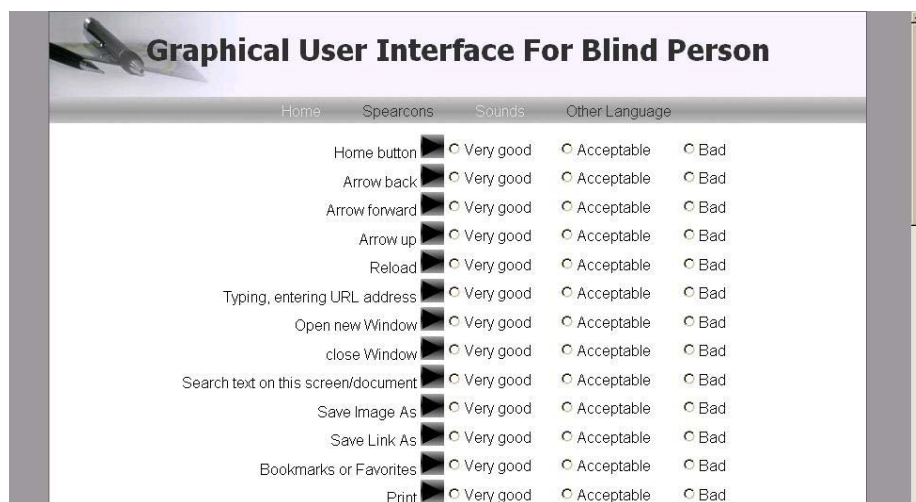 Graphical User Interface For Blind Person
Home Spearcons Sounds Other Language
Home button Very good Acceptable Bad
Arrow back Very good Acceptable Bad
Arrow forward Very good Acceptable Bad
Arrow up Very good Acceptable Bad
Reload Very good Acceptable Bad
Typing, entering URL address Very good Acceptable Bad
Open new Window Very good Acceptable Bad
close Window Very good Acceptable Bad
Search text on this screen/document Very good Acceptable Bad
Save Image As Very good Acceptable Bad
Save Link As Very good Acceptable Bad
Bookmarks or Favorites Very good Acceptable Bad
Print Very good Acceptable Bad